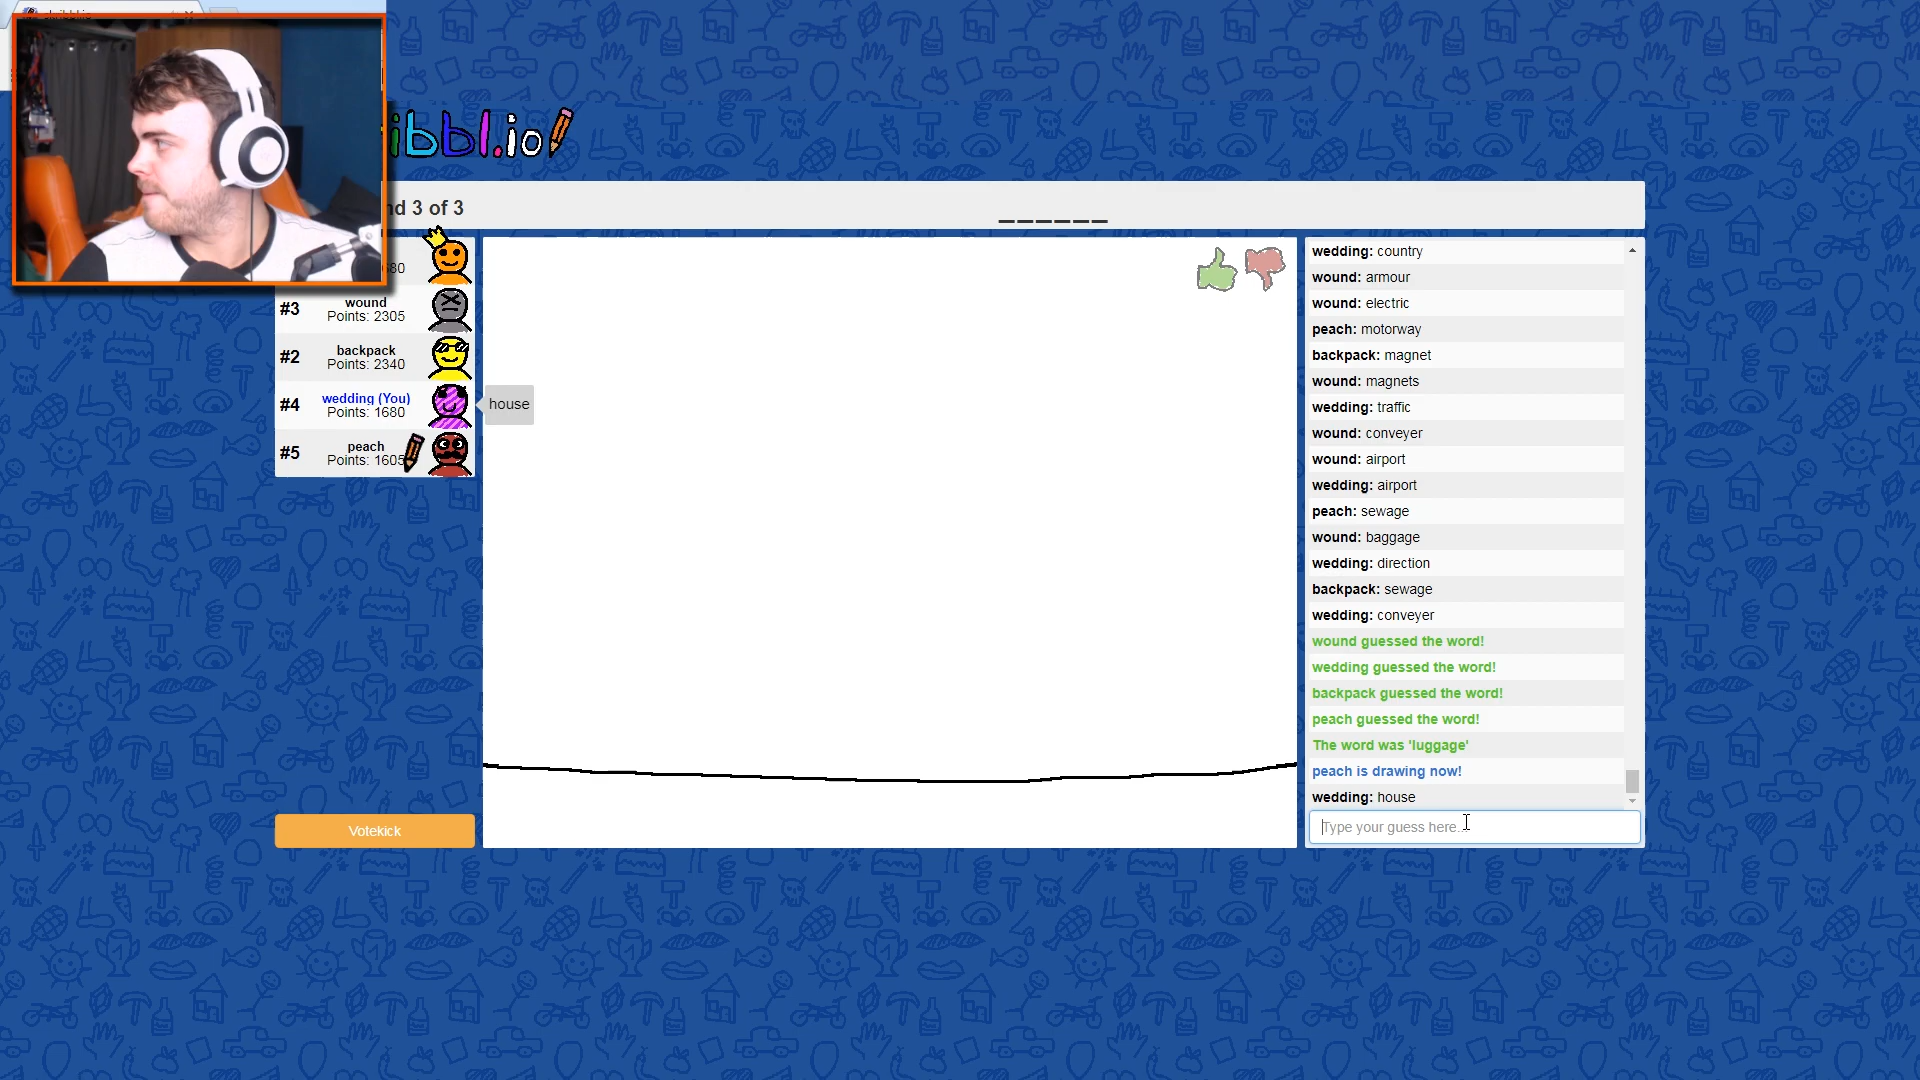 ibbl.io
nd 3 of 3
______
680
#3
wound
Points: 2305
#2
backpack
Points: 2340
#4
wedding (You)
Points: 1680
house
#5
peach
Points: 1605
Votekick
wedding: country
wound: armour
wound: electric
peach: motorway
backpack: magnet
wound: magnets
wedding: traffic
wound: conveyer
wound: airport
wedding: airport
peach: sewage
wound: baggage
wedding: direction
backpack: sewage
wedding: conveyer
wound guessed the word!
wedding guessed the word!
backpack guessed the word!
peach guessed the word!
The word was 'luggage'
peach is drawing now!
wedding: house
Type your guess here...